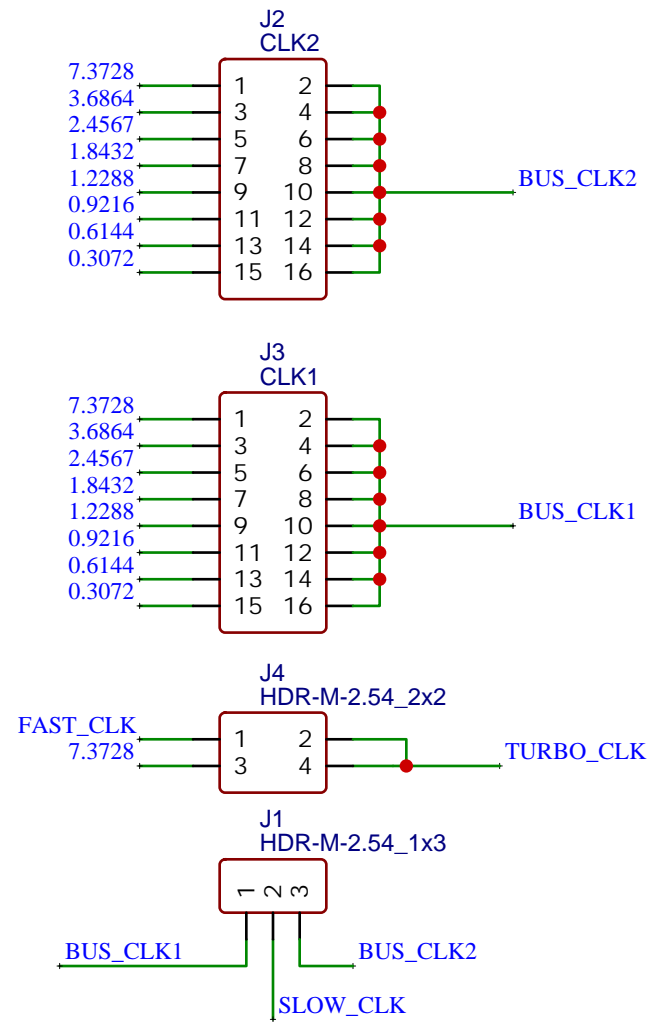 J2
CLK2
7.3728 1 2
3.6864 3 4
2.4567 5 6
1.8432 7 8
1.2288 9 10 BUS_CLK2
0.9216 11 12
0.6144 13 14
0.3072 15 16
J3
CLK1
7.3728 1 2
3.6864 3 4
2.4567 5 6
1.8432 7 8
1.2288 9 10 BUS_CLK1
0.9216 11 12
0.6144 13 14
0.3072 15 16
J4
HDR-M-2.54_2x2
FAST_CLK 1 2
7.3728 3 4 TURBO_CLK
J1
HDR-M-2.54_1x3
1 2 3
BUS_CLK1 BUS_CLK2
SLOW_CLK